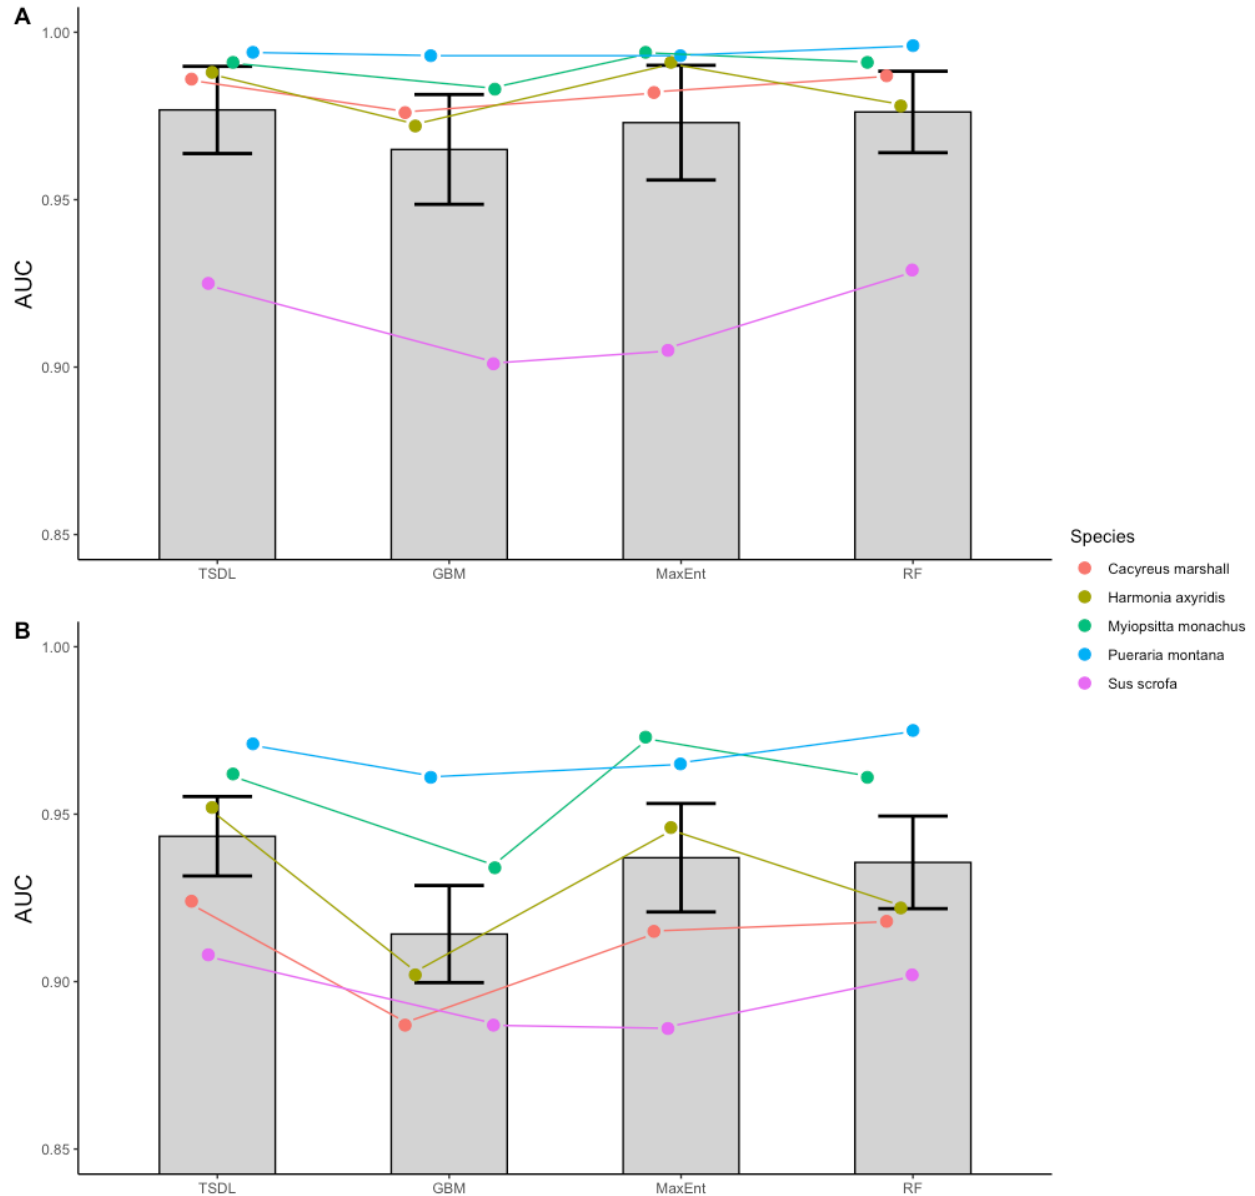 A
1.00
0.95
0.90
0.85
AUC
TSDL GBM MaxEnt RF
Species
Cacyreus marshall
Harmonia axyridis
Myiopsitta monachus
Pueraria montana
Sus scrofa
B
1.00
0.95
0.90
0.85
AUC
TSDL GBM MaxEnt RF